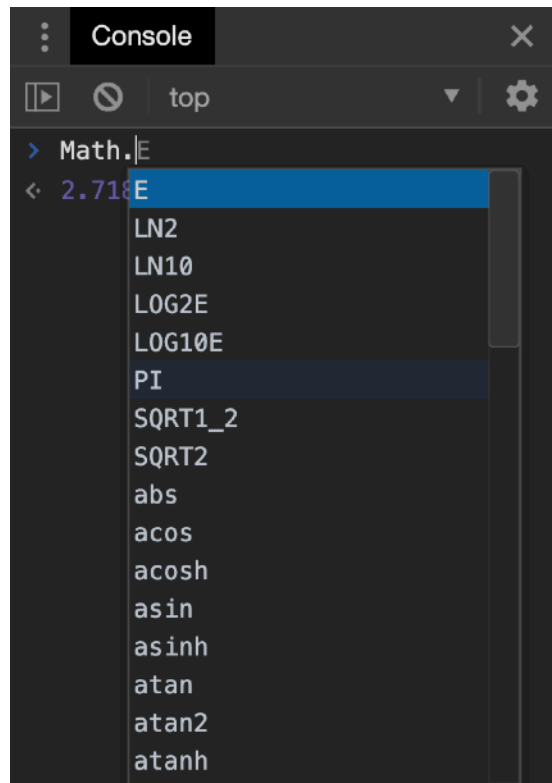 Console
top
Math.E
2.718
E
LN2
LN10
LOG2E
LOG10E
PI
SQRT1_2
SQRT2
abs
acos
acosh
asin
asinh
atan
atan2
atanh